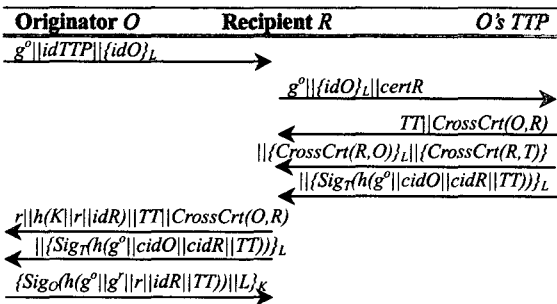 Originator O Recipient R O's TTP
g^o||idTTP||{idO}_L
g^o||{idO}_L||certR
TT||CrossCrt(O,R)
||{CrossCrt(R,O)}_L||{CrossCrt(R,T)}
||{Sig_T(h(g^o||cidO||cidR||TT))}_L
r||h(K||r||idR)||TT||CrossCrt(O,R)
||{Sig_T(h(g^o||cidO||cidR||TT))}_L
{Sig_O(h(g^o||g^r||r||idR||TT))||L}_K